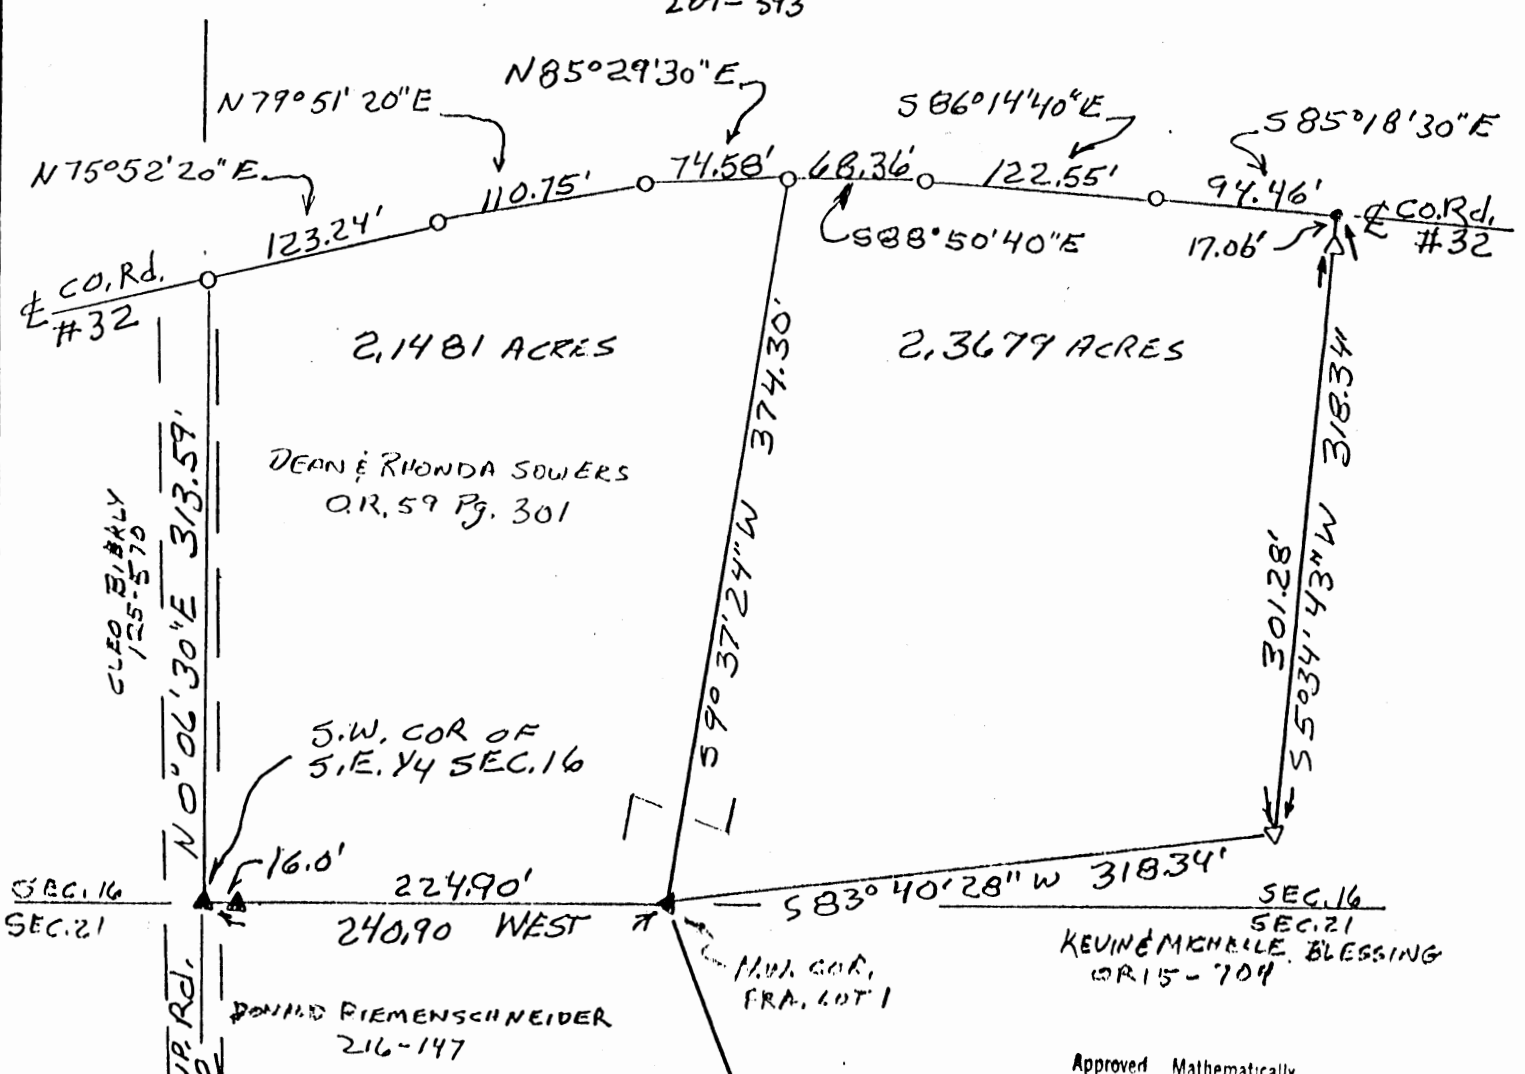 N85°29'30"E
N79°51'20"E
S86°14'40"E
S85°18'30"E
N75°52'20"E
123.24'
110.75'
74.58'
68.36'
122.55'
94.46'
S88°50'40"E
17.06'
℄ CO. Rd.
#32
℄ CO. Rd.
#32
2.1481 ACRES
2.3679 ACRES
DEAN & RHONDA SOWERS
O.R. 59 Pg. 301
N 0°06'30"E 313.59'
125-570
S 9°37'24"W 374.30'
301.28'
S 5°34'43"W 318.34'
S.W. COR OF
S.E. 1/4 SEC. 16
16.0'
224.90'
240.90 WEST
SEC. 16
SEC. 21
S 83°40'28" W 318.34'
SEC. 16
SEC. 21
KEVIN & MICHELLE BLESSING
OR15-704
N.W. COR.
FRA. LOT 1
DONALD RIEMENSCHNEIDER
216-147
Rd.
Approved Mathematically